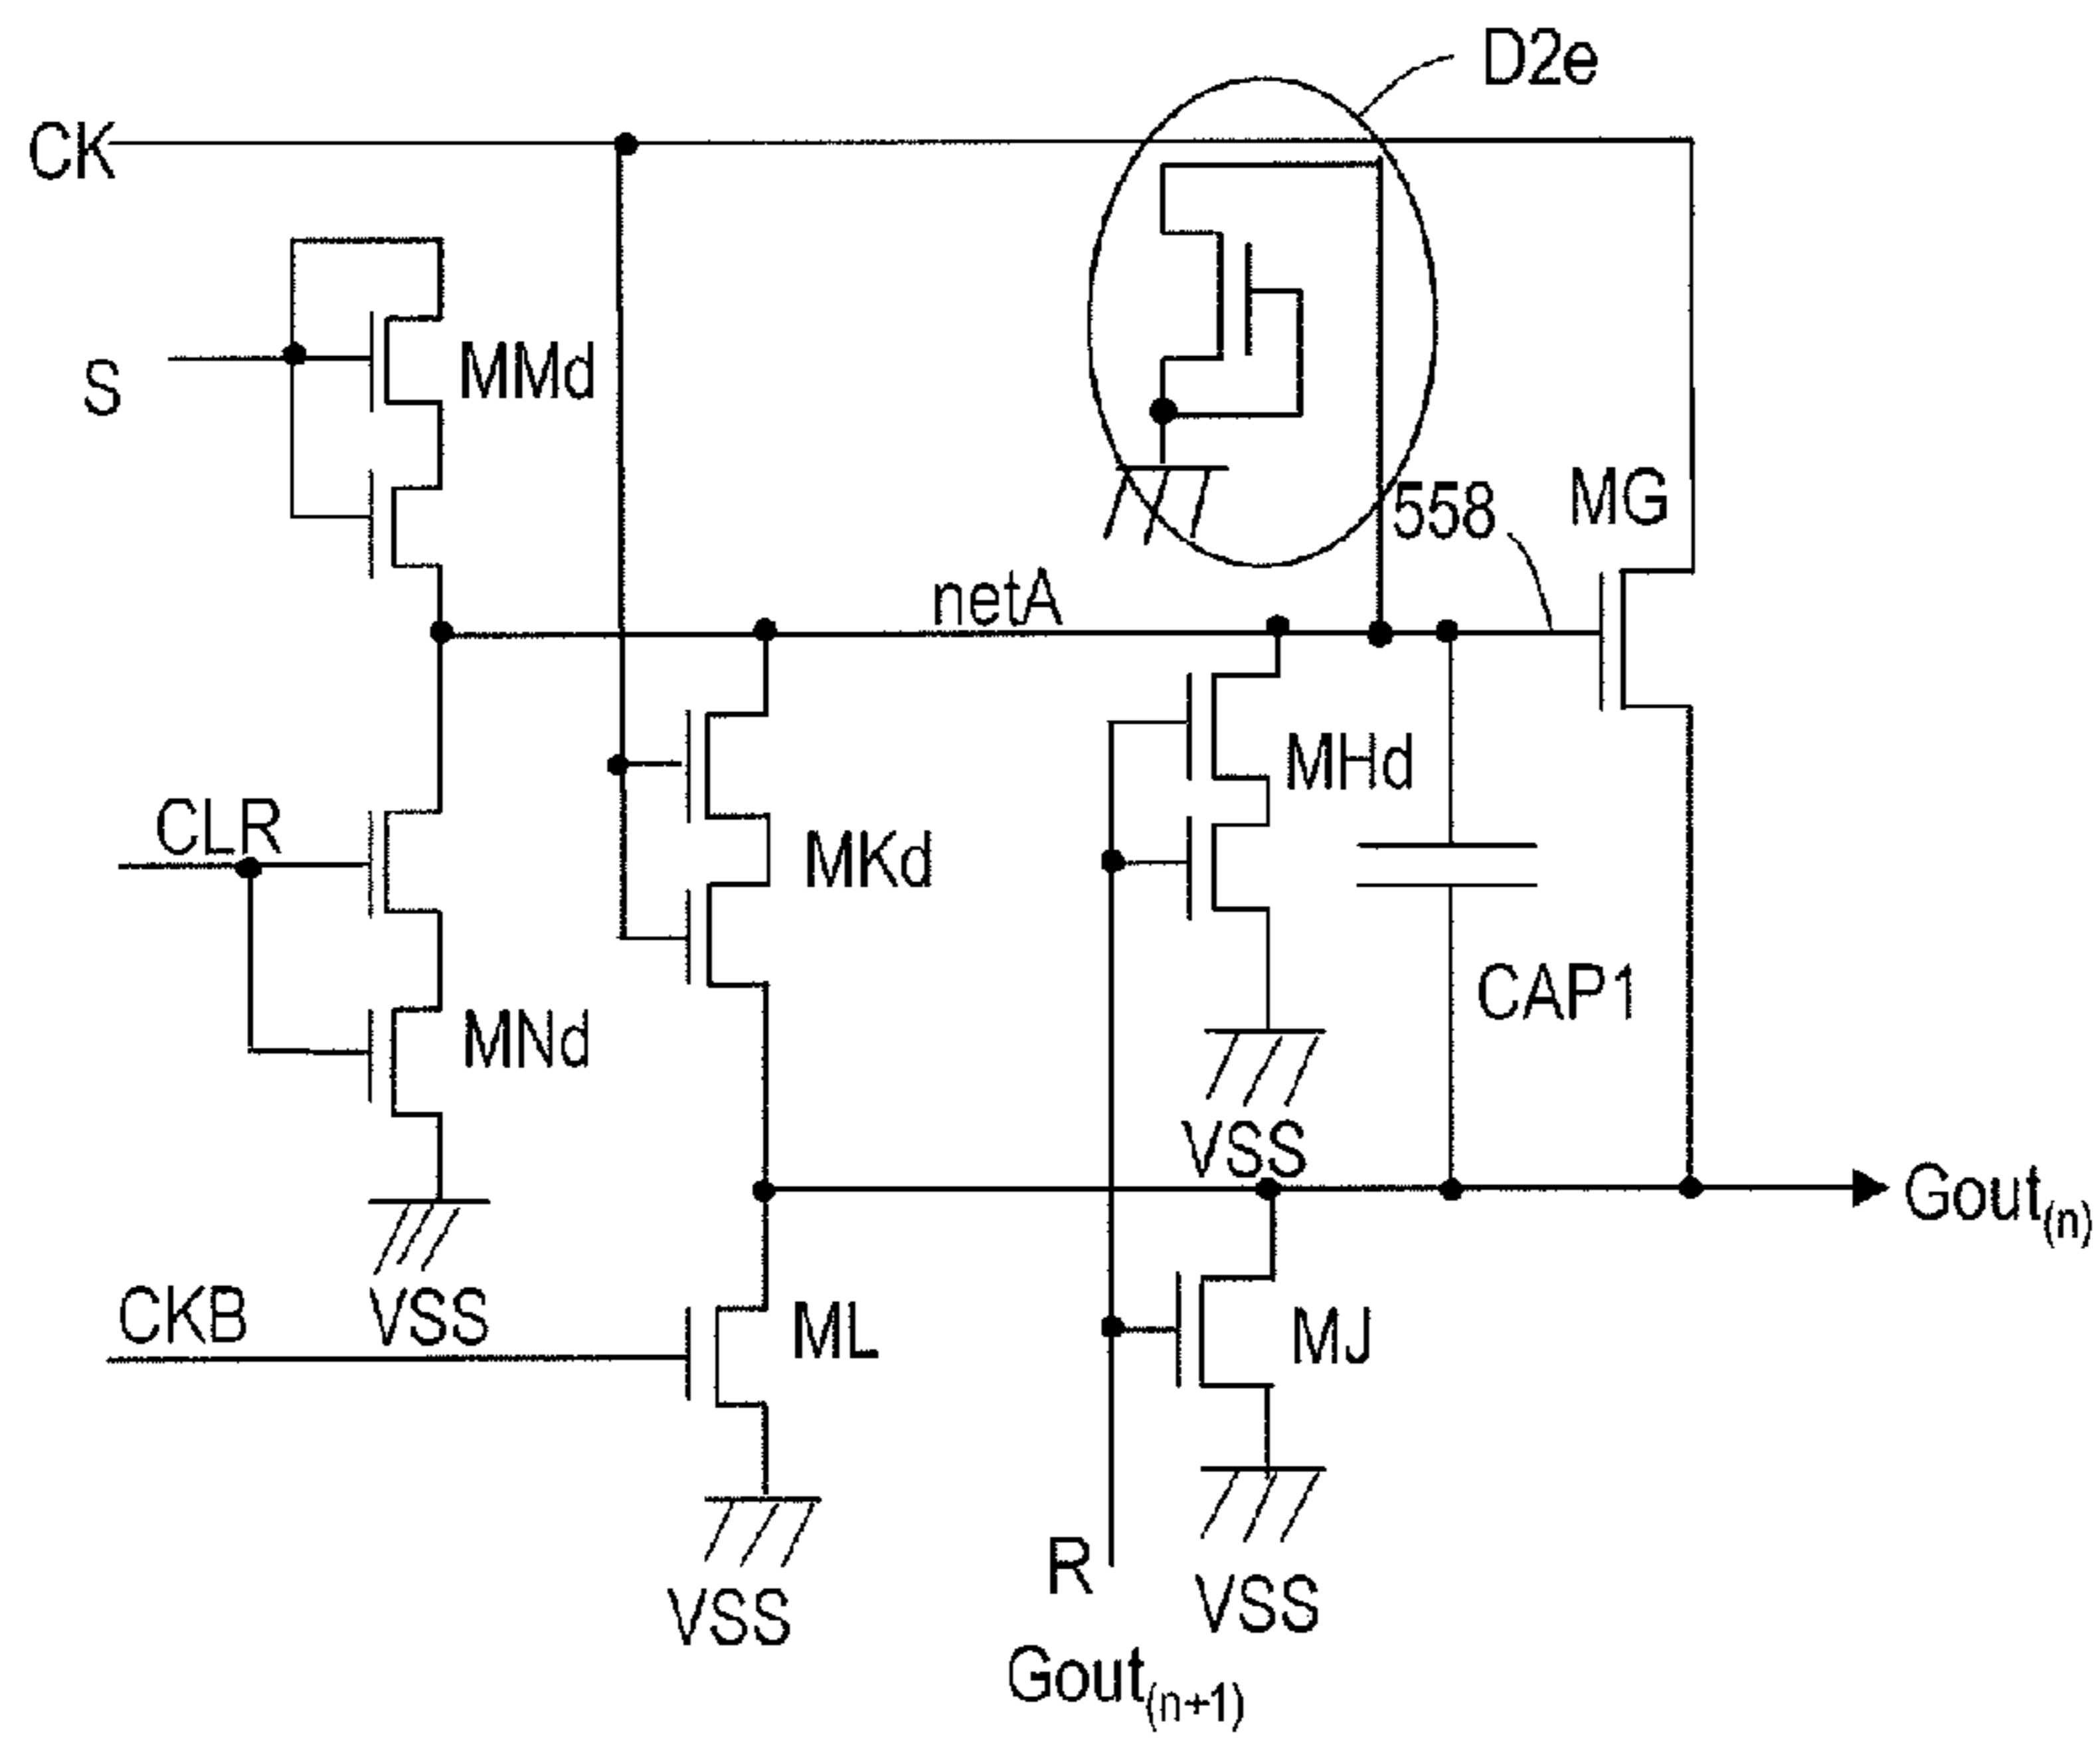 D2e
CK
S
MMd
558
MG
netA
MHd
CLR
MKd
CAP1
MNd
VSS
Gout(n)
CKB
VSS
ML
MJ
R
VSS
VSS
Gout(n+1)